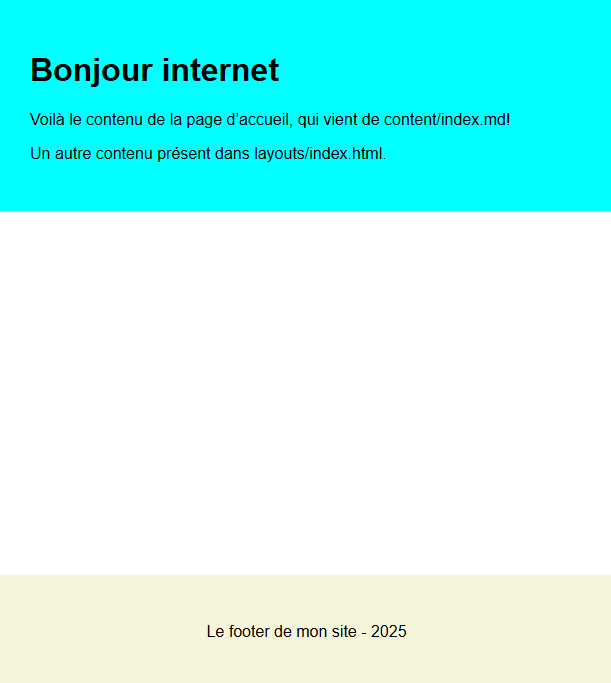 Bonjour internet
Voilà le contenu de la page d’accueil, qui vient de content/index.md!
Un autre contenu présent dans layouts/index.html.
Le footer de mon site - 2025